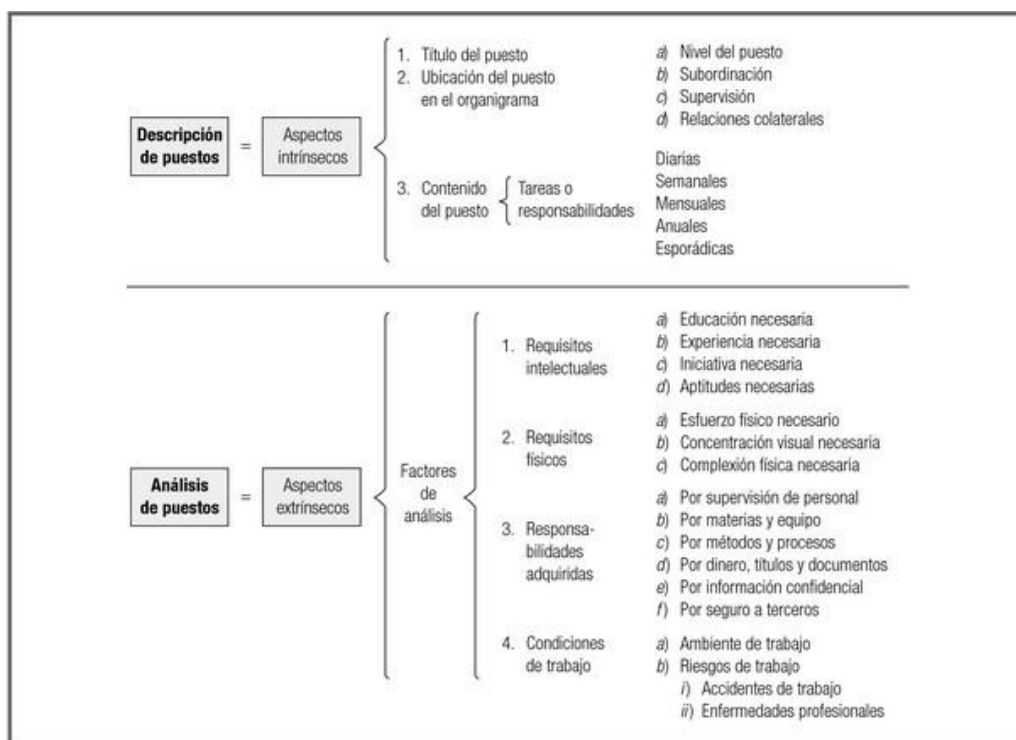 1. Título del puesto
2. Ubicación del puesto
en el organigrama
a) Nivel del puesto
b) Subordinación
c) Supervisión
d) Relaciones colaterales
Descripción
de puestos
=
Aspectos
intrínsecos
3. Contenido
del puesto
Tareas o
responsabilidades
Diarías
Semanales
Mensuales
Anuales
Esporádicas
Análisis
de puestos
=
Aspectos
extrínsecos
Factores
de
análisis
1. Requisitos
intelectuales
a) Educación necesaria
b) Experiencia necesaria
c) Iniciativa necesaria
d) Aptitudes necesarias
2. Requisitos
físicos
a) Esfuerzo físico necesario
b) Concentración visual necesaria
c) Complexión física necesaria
3. Responsa-
bilidades
adquiridas
a) Por supervisión de personal
b) Por materias y equipo
c) Por métodos y procesos
d) Por dinero, títulos y documentos
e) Por información confidencial
f) Por seguro a terceros
4. Condiciones
de trabajo
a) Ambiente de trabajo
b) Riesgos de trabajo
i) Accidentes de trabajo
ii) Enfermedades profesionales